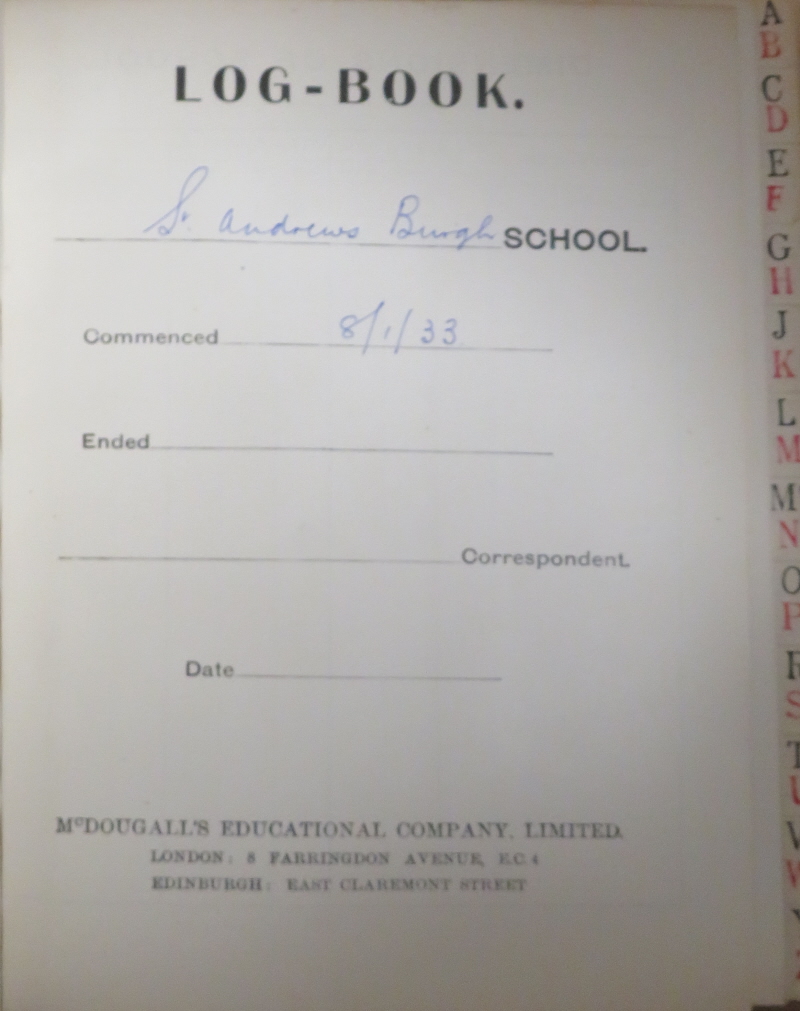 LOG-BOOK.
St. Andrews Burgh SCHOOL.
Commenced 8/1/33
Ended
Correspondent.
Date
McDOUGALL'S EDUCATIONAL COMPANY, LIMITED.
LONDON: 8 FARRINGDON AVENUE, E.C.4
EDINBURGH: EAST CLAREMONT STREET
A
B
C
D
E
F
G
H
J
K
L
M
Mc
N
O
P
R
S
T
U
V
W
Y